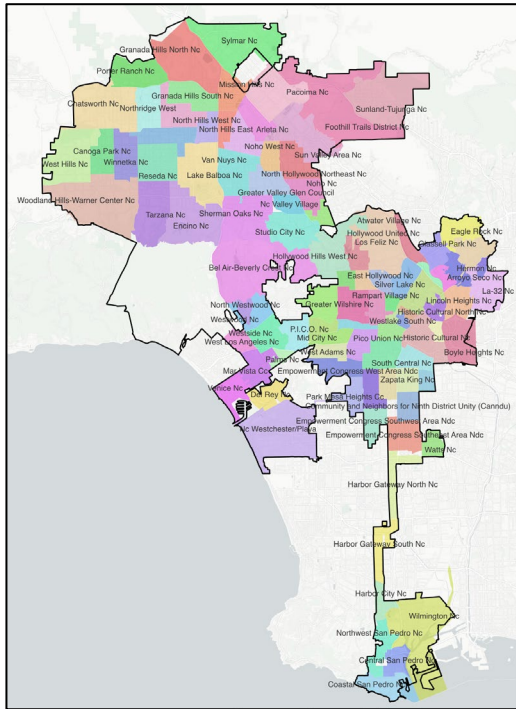 Sylmar Nc
Granada Hills North Nc
Porter Ranch Nc
Mission Hills Nc
Pacoima Nc
Granada Hills South Nc
Chatsworth Nc
Northridge West
Sunland-Tujunga Nc
North Hills West Nc
Foothill Trails District Nc
North Hills East
Arleta Nc
Noho West Nc
Canoga Park Nc
Sun Valley Area Nc
West Hills Nc
Winnetka Nc
Van Nuys Nc
Reseda Nc
Lake Balboa Nc
North Hollywood Northeast Nc
Noho Nc
Greater Valley Glen Council
Woodland Hills-Warner Center Nc
Nc Valley Village
Tarzana Nc
Sherman Oaks Nc
Encino Nc
Studio City Nc
Atwater Village Nc
Hollywood United Nc
Eagle Rock Nc
Los Feliz Nc
Glassell Park Nc
Hollywood Hills West Nc
Bel Air-Beverly Crest Nc
Hermon Nc
East Hollywood Nc
Arroyo Seco Nc
Silver Lake Nc
La-32 Nc
Rampart Village Nc
North Westwood Nc
Greater Wilshire Nc
Lincoln Heights Nc
Historic Cultural North Nc
Westwood Nc
Westlake South Nc
Westside Nc
P.I.C.O. Nc
Mid City Nc
Pico Union Nc
Historic Cultural Nc
West Los Angeles Nc
West Adams Nc
Boyle Heights Nc
Palms Nc
South Central Nc
Mar Vista Cc
Empowerment Congress West Area Ndc
Zapata King Nc
Venice Nc
Del Rey Nc
Park Mesa Heights Cc
Community and Neighbors for Ninth District Unity (Canndu)
Empowerment Congress Southwest Area Ndc
Nc Westchester/Playa
Empowerment Congress Southeast Area Ndc
Watts Nc
Harbor Gateway North Nc
Harbor Gateway South Nc
Harbor City Nc
Wilmington Nc
Northwest San Pedro Nc
Central San Pedro Nc
Coastal San Pedro Nc